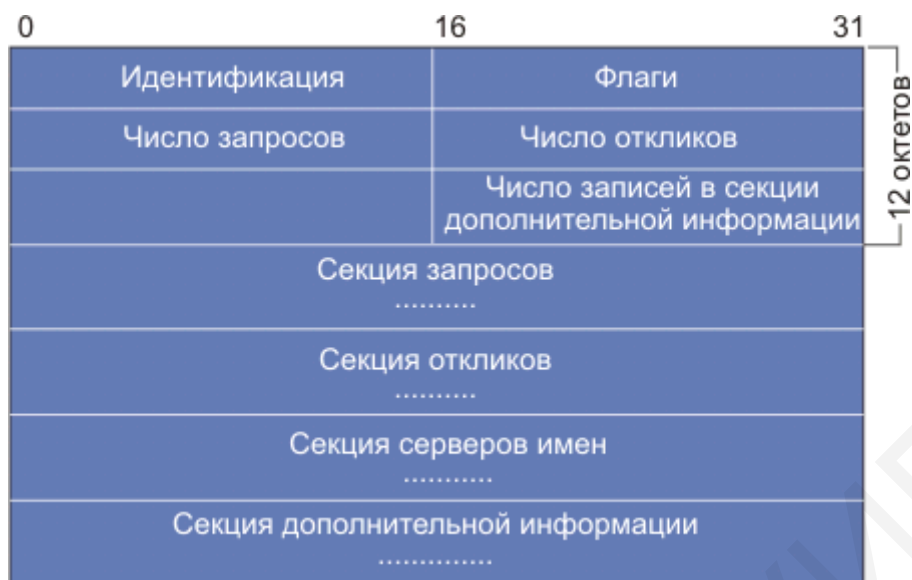 0 16 31
Идентификация Флаги
Число запросов Число откликов
Число записей в секции
дополнительной информации
12 октетов
Секция запросов
..........
Секция откликов
..........
Секция серверов имен
...........
Секция дополнительной информации
..............